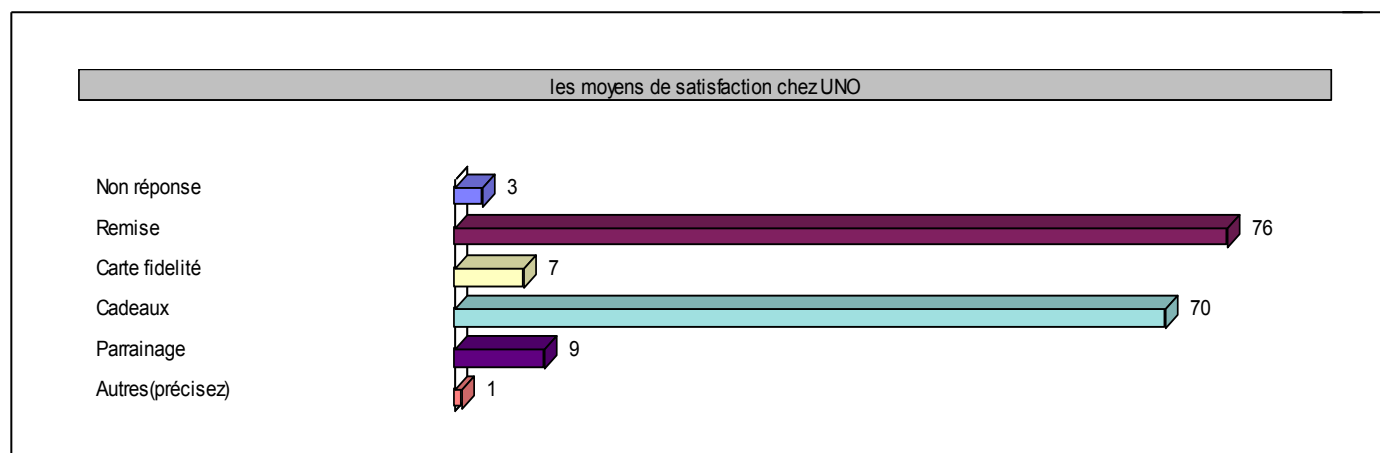 les moyens de satisfaction chez UNO
Non réponse 3
Remise 76
Carte fidelité 7
Cadeaux 70
Parrainage 9
Autres(précisez) 1